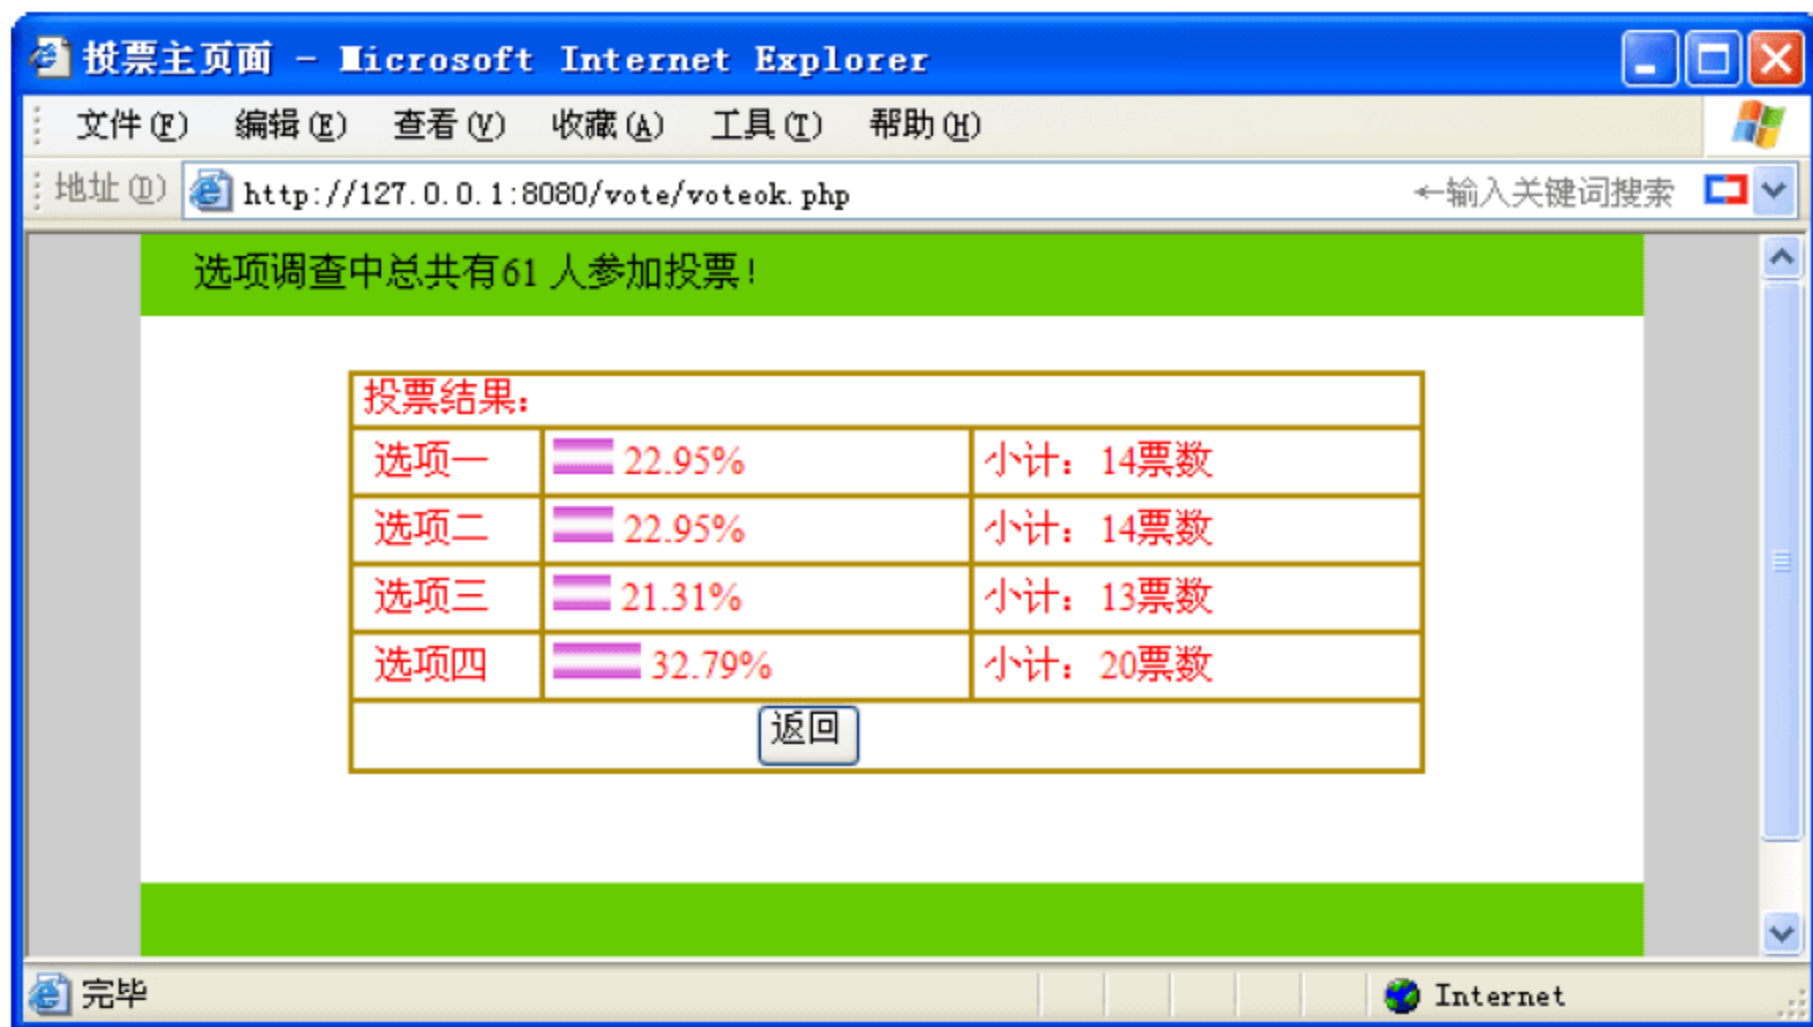 投票主页面 - Microsoft Internet Explorer
文件(F) 编辑(E) 查看(V) 收藏(A) 工具(T) 帮助(H)
地址(D) http://127.0.0.1:8080/vote/voteok.php ←输入关键词搜索
选项调查中总共有61 人参加投票!
投票结果：
选项一 22.95% 小计：14票数
选项二 22.95% 小计：14票数
选项三 21.31% 小计：13票数
选项四 32.79% 小计：20票数
返回
完毕 Internet